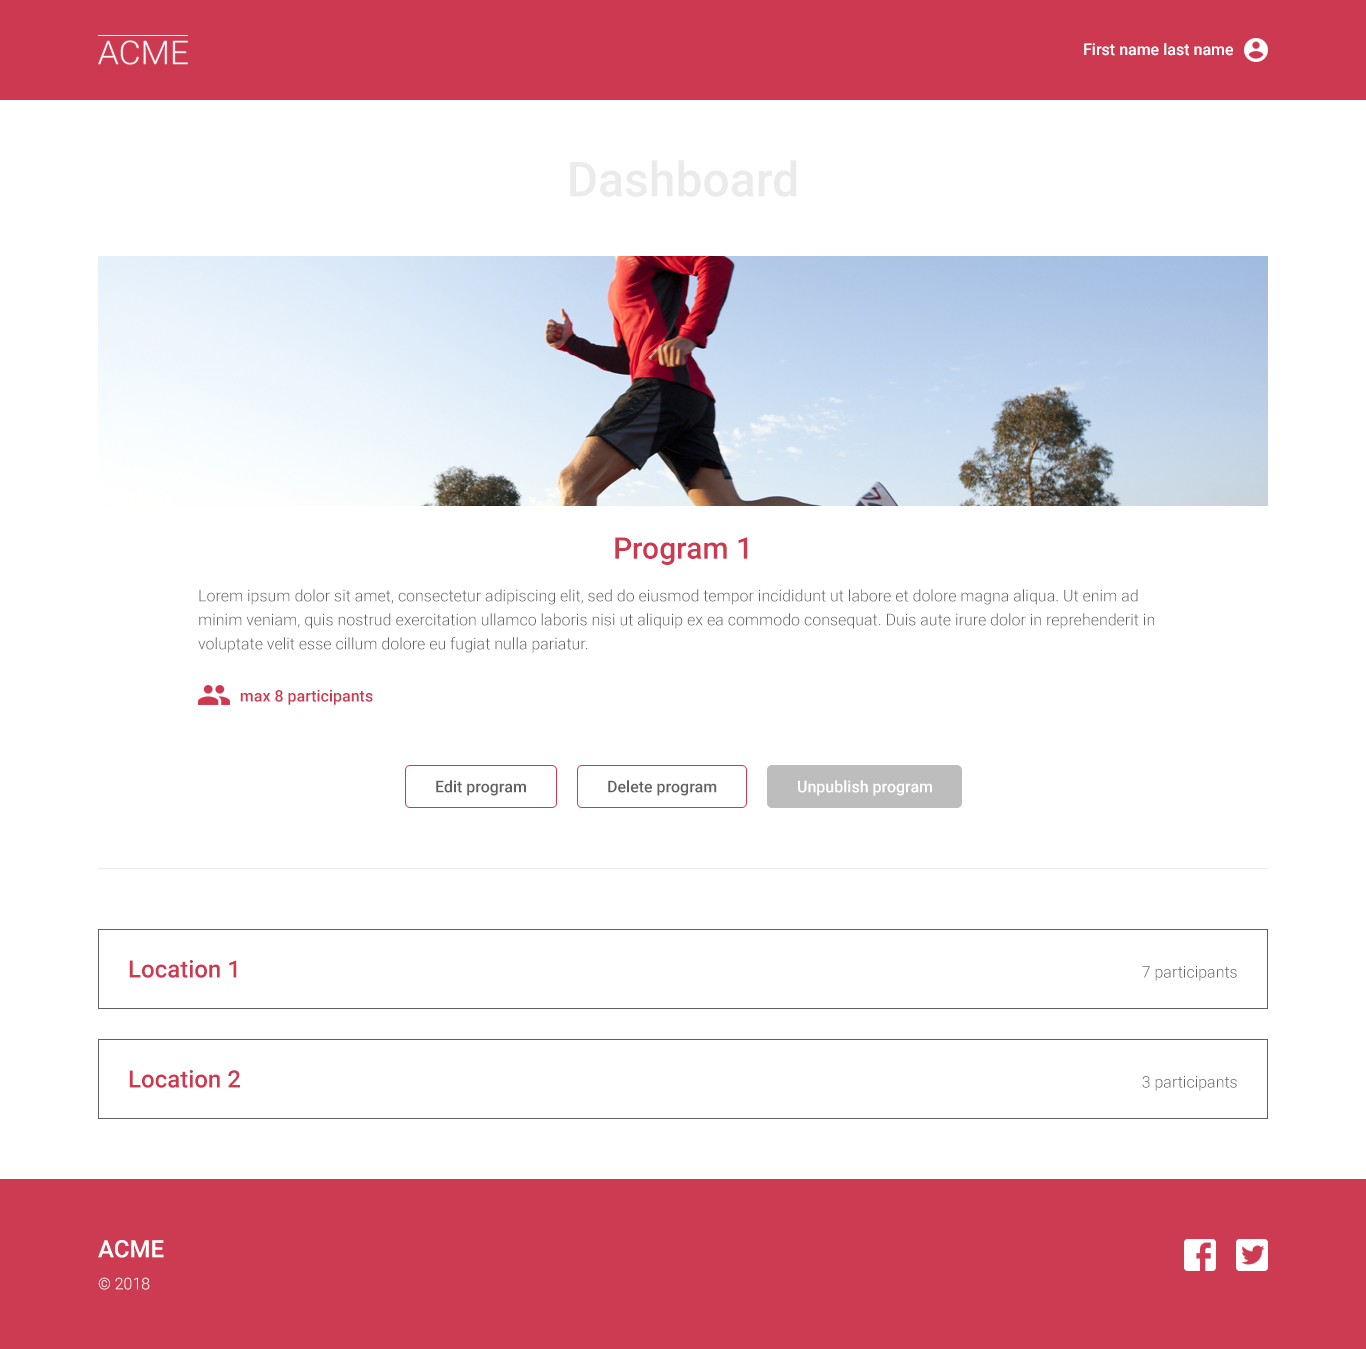 ACME
First name last name
Dashboard
Program 1
Lorem ipsum dolor sit amet, consectetur adipiscing elit, sed do eiusmod tempor incididunt ut labore et dolore magna aliqua. Ut enim ad
minim veniam, quis nostrud exercitation ullamco laboris nisi ut aliquip ex ea commodo consequat. Duis aute irure dolor in reprehenderit in
voluptate velit esse cillum dolore eu fugiat nulla pariatur.
max 8 participants
Edit program
Delete program
Unpublish program
Location 1
7 participants
Location 2
3 participants
ACME
© 2018